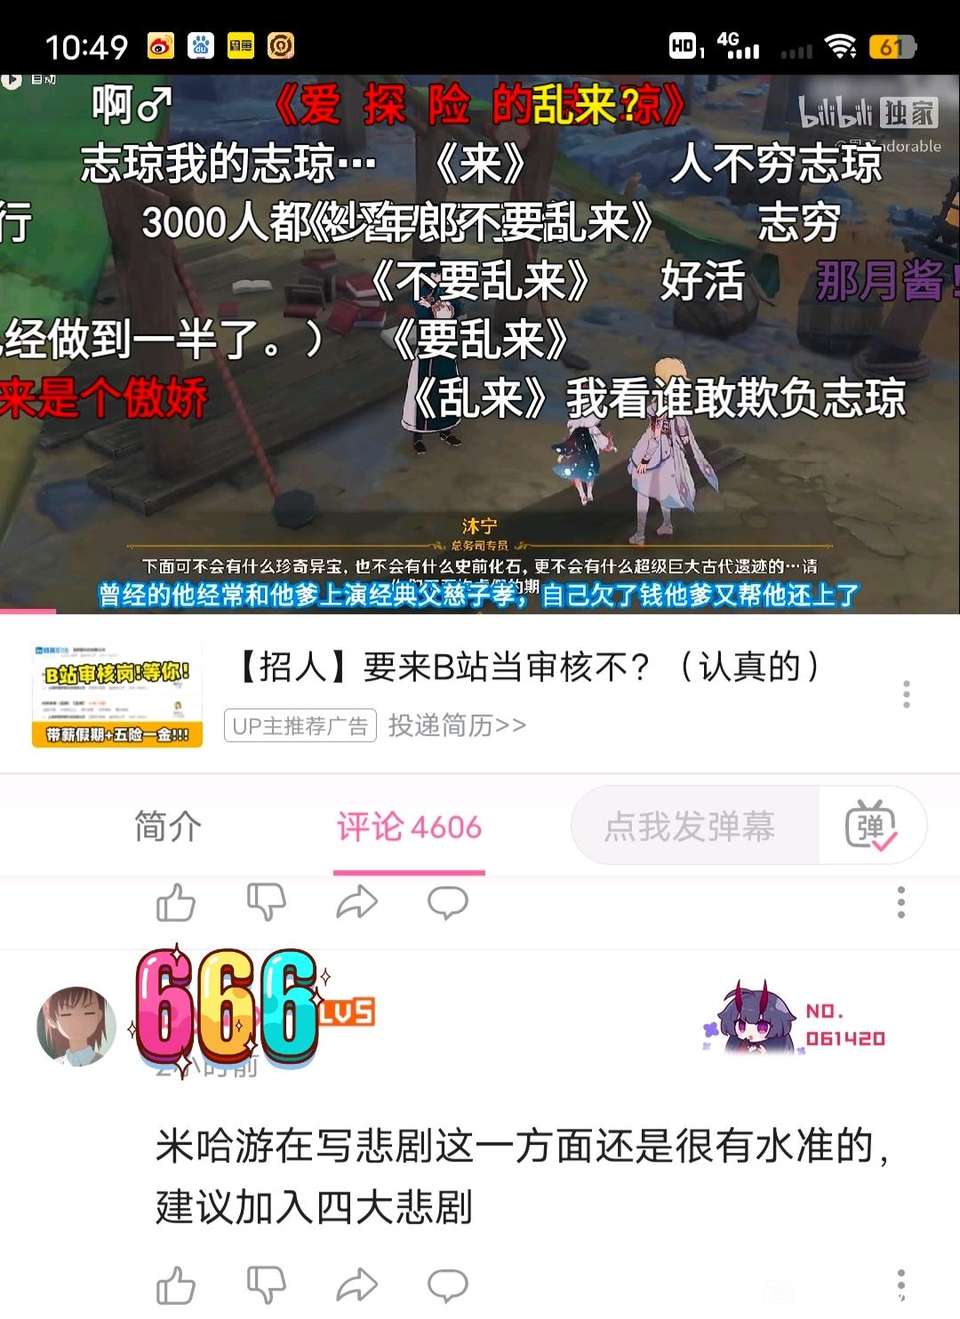 10:49
HD1 4G 61
自动
啊♂ 《爱探险的 乱来？琼》
bilibili 独家
志琼我的志琼… 《来》 人不穷志琼
行 3000人都 年郎不要乱来》 志穷
《不要乱来》 好活 那月酱！
经做到一半了。） 《要乱来》
来是个傲娇 《乱来》我看谁敢欺负志琼
沐宁
总务司专员
下面可不会有什么珍奇异宝，也不会有什么史前化石，更不会有什么超级巨大古代遗迹的…请
曾经的他经常和他爹上演经典父慈子孝，自己欠了钱他爹又帮他还上了
B站审核岗!等你!
带薪假期+五险一金!!!
【招人】要来B站当审核不？（认真的）
UP主推荐广告 投递简历>>
简介 评论 4606 点我发弹幕 弹
666 LV5
NO.
061420
2小时前
米哈游在写悲剧这一方面还是很有水准的，
建议加入四大悲剧